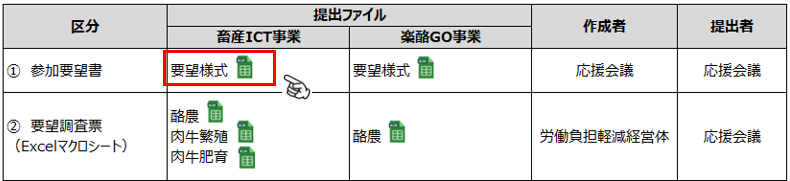 区分
提出ファイル
作成者
提出者
畜産ICT事業
楽酪GO事業
① 参加要望書
要望様式
要望様式
応援会議
応援会議
② 要望調査票
（Excelマクロシート）
酪農
肉牛繁殖
肉牛肥育
酪農
労働負担軽減経営体
応援会議